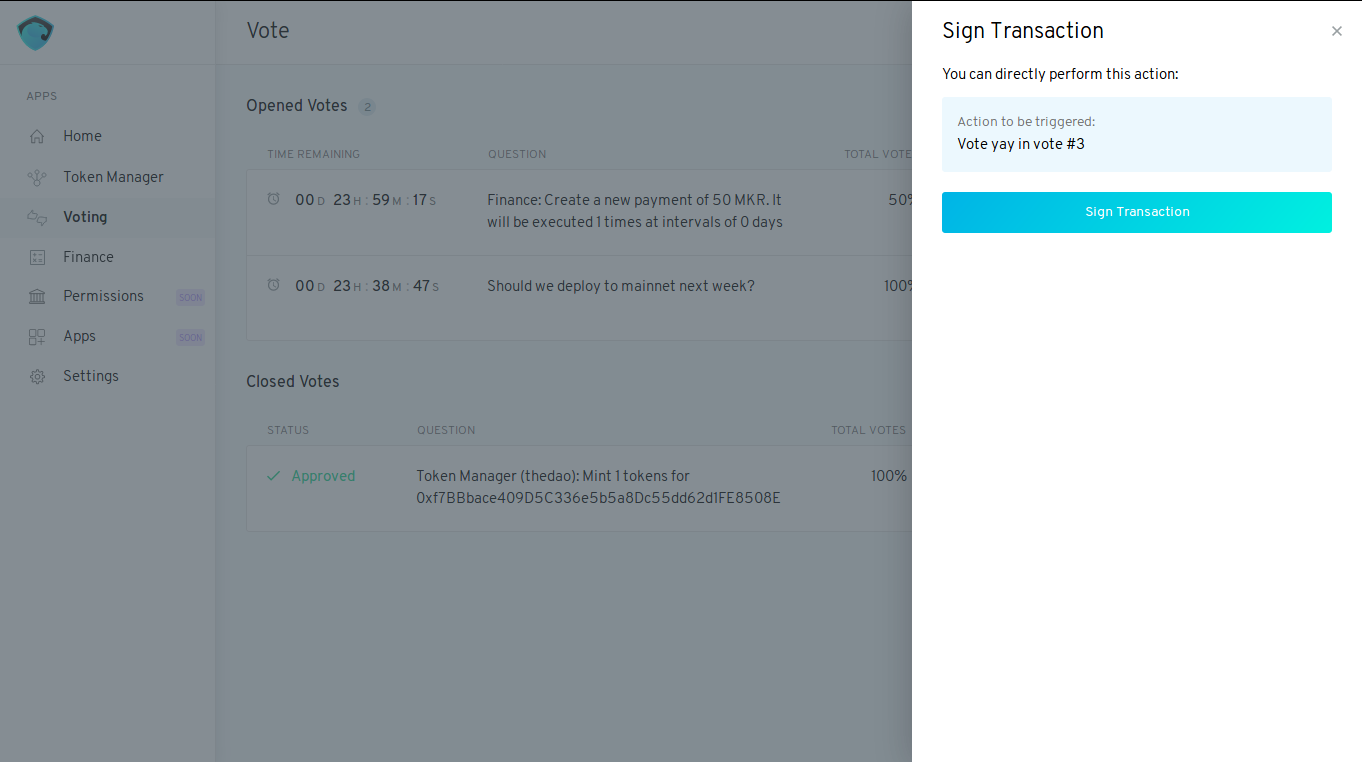 APPS
Home
Token Manager
Voting
Finance
Permissions SOON
Apps SOON
Settings
Vote
Opened Votes 2
TIME REMAINING QUESTION TOTAL VOTE
00 D 23 H : 59 M : 17 S Finance: Create a new payment of 50 MKR. It 50%
will be executed 1 times at intervals of 0 days
00 D 23 H : 38 M : 47 S Should we deploy to mainnet next week? 100%
Closed Votes
STATUS QUESTION TOTAL VOTES
Approved Token Manager (thedao): Mint 1 tokens for 100%
0xf7BBbace409D5C336e5b5a8Dc55dd62d1FE8508E
Sign Transaction
You can directly perform this action:
Action to be triggered:
Vote yay in vote #3
Sign Transaction